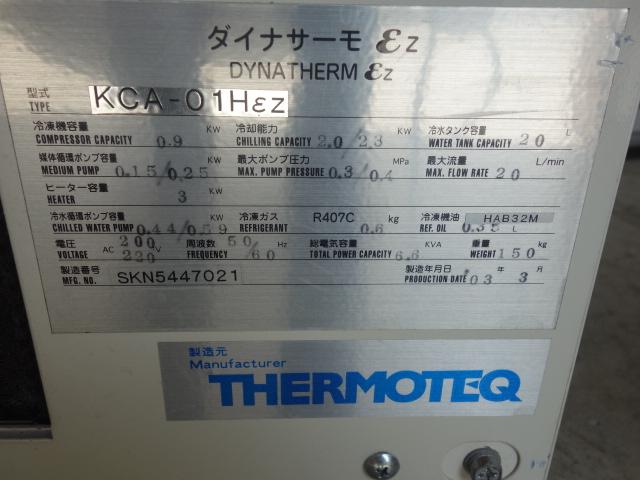 ダイナサーモ εz
DYNATHERM εz
型式 TYPE KCA-01Hεz
冷凍機容量 KW 冷却能力 KW 冷水タンク容量 L
COMPRESSOR CAPACITY 0.9 CHILLING CAPACITY 2.0/2.3 WATER TANK CAPACITY 20
媒体循環ポンプ容量 KW 最大ポンプ圧力 MPa 最大流量 L/min
MEDIUM PUMP 0.15/0.25 MAX. PUMP PRESSURE 0.3/0.4 MAX. FLOW RATE 20
ヒーター容量 KW
HEATER 3
冷水循環ポンプ容量 KW 冷凍ガス R407C kg 冷凍機油 HAB32M
CHILLED WATER PUMP 0.44/0.59 REFRIGERANT 0.6 REF. OIL 0.35 L
電圧 AC 200 V 周波数 50 Hz 総電気容量 KVA 重量 kg
VOLTAGE 220 FREQUENCY /60 TOTAL POWER CAPACITY 6.6 WEIGHT 150
製造番号 製造年月日 年 月
MFG. NO. SKN5447021 PRODUCTION DATE '03 3
製造元
Manufacturer
THERMOTEQ